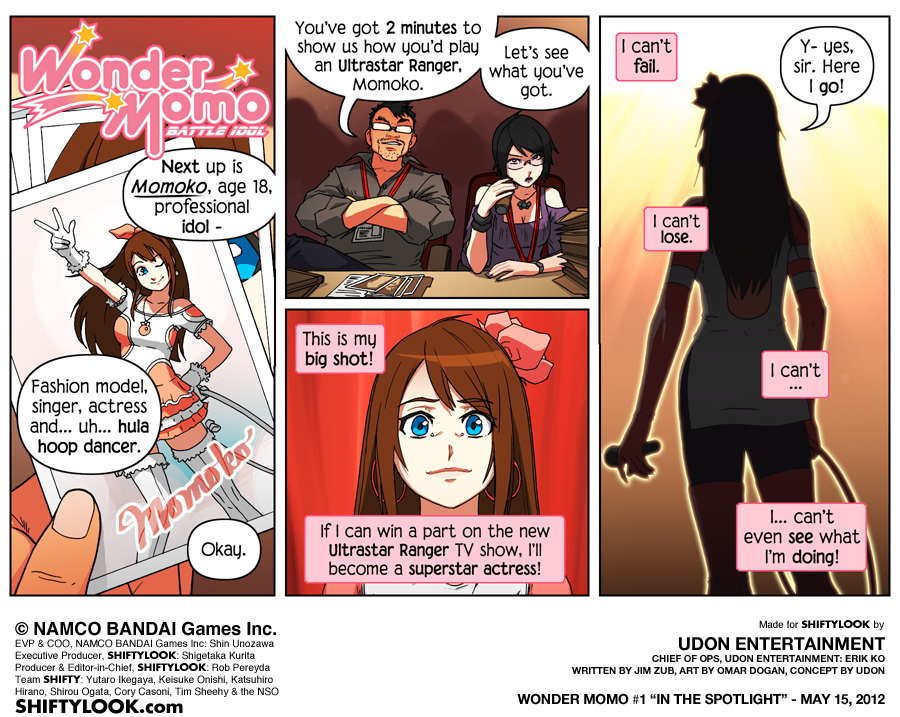 Wonder
Momo
BATTLE IDOL
Next up is
Momoko, age 18,
professional
idol -
Fashion model,
singer, actress
and... uh... hula
hoop dancer.
Momoko
Okay.
You've got 2 minutes to
show us how you'd play
an Ultrastar Ranger,
Momoko.
Let's see
what you've
got.
This is my
big shot!
If I can win a part on the new
Ultrastar Ranger TV show, I'll
become a superstar actress!
I can't
fail.
Y- yes,
sir. Here
I go!
I can't
lose.
I can't
...
I... can't
even see what
I'm doing!
© NAMCO BANDAI Games Inc.
EVP & COO, NAMCO BANDAI Games Inc: Shin Unozawa
Executive Producer, SHIFTYLOOK: Shigetaka Kurita
Producer & Editor-in-Chief, SHIFTYLOOK: Rob Pereyda
Team SHIFTY: Yutaro Ikegaya, Keisuke Onishi, Katsuhiro
Hirano, Shirou Ogata, Cory Casoni, Tim Sheehy & the NSO
SHIFTYLOOK.com
Made for SHIFTYLOOK by
UDON ENTERTAINMENT
CHIEF OF OPS, UDON ENTERTAINMENT: ERIK KO
WRITTEN BY JIM ZUB, ART BY OMAR DOGAN, CONCEPT BY UDON
WONDER MOMO #1 “IN THE SPOTLIGHT” - MAY 15, 2012